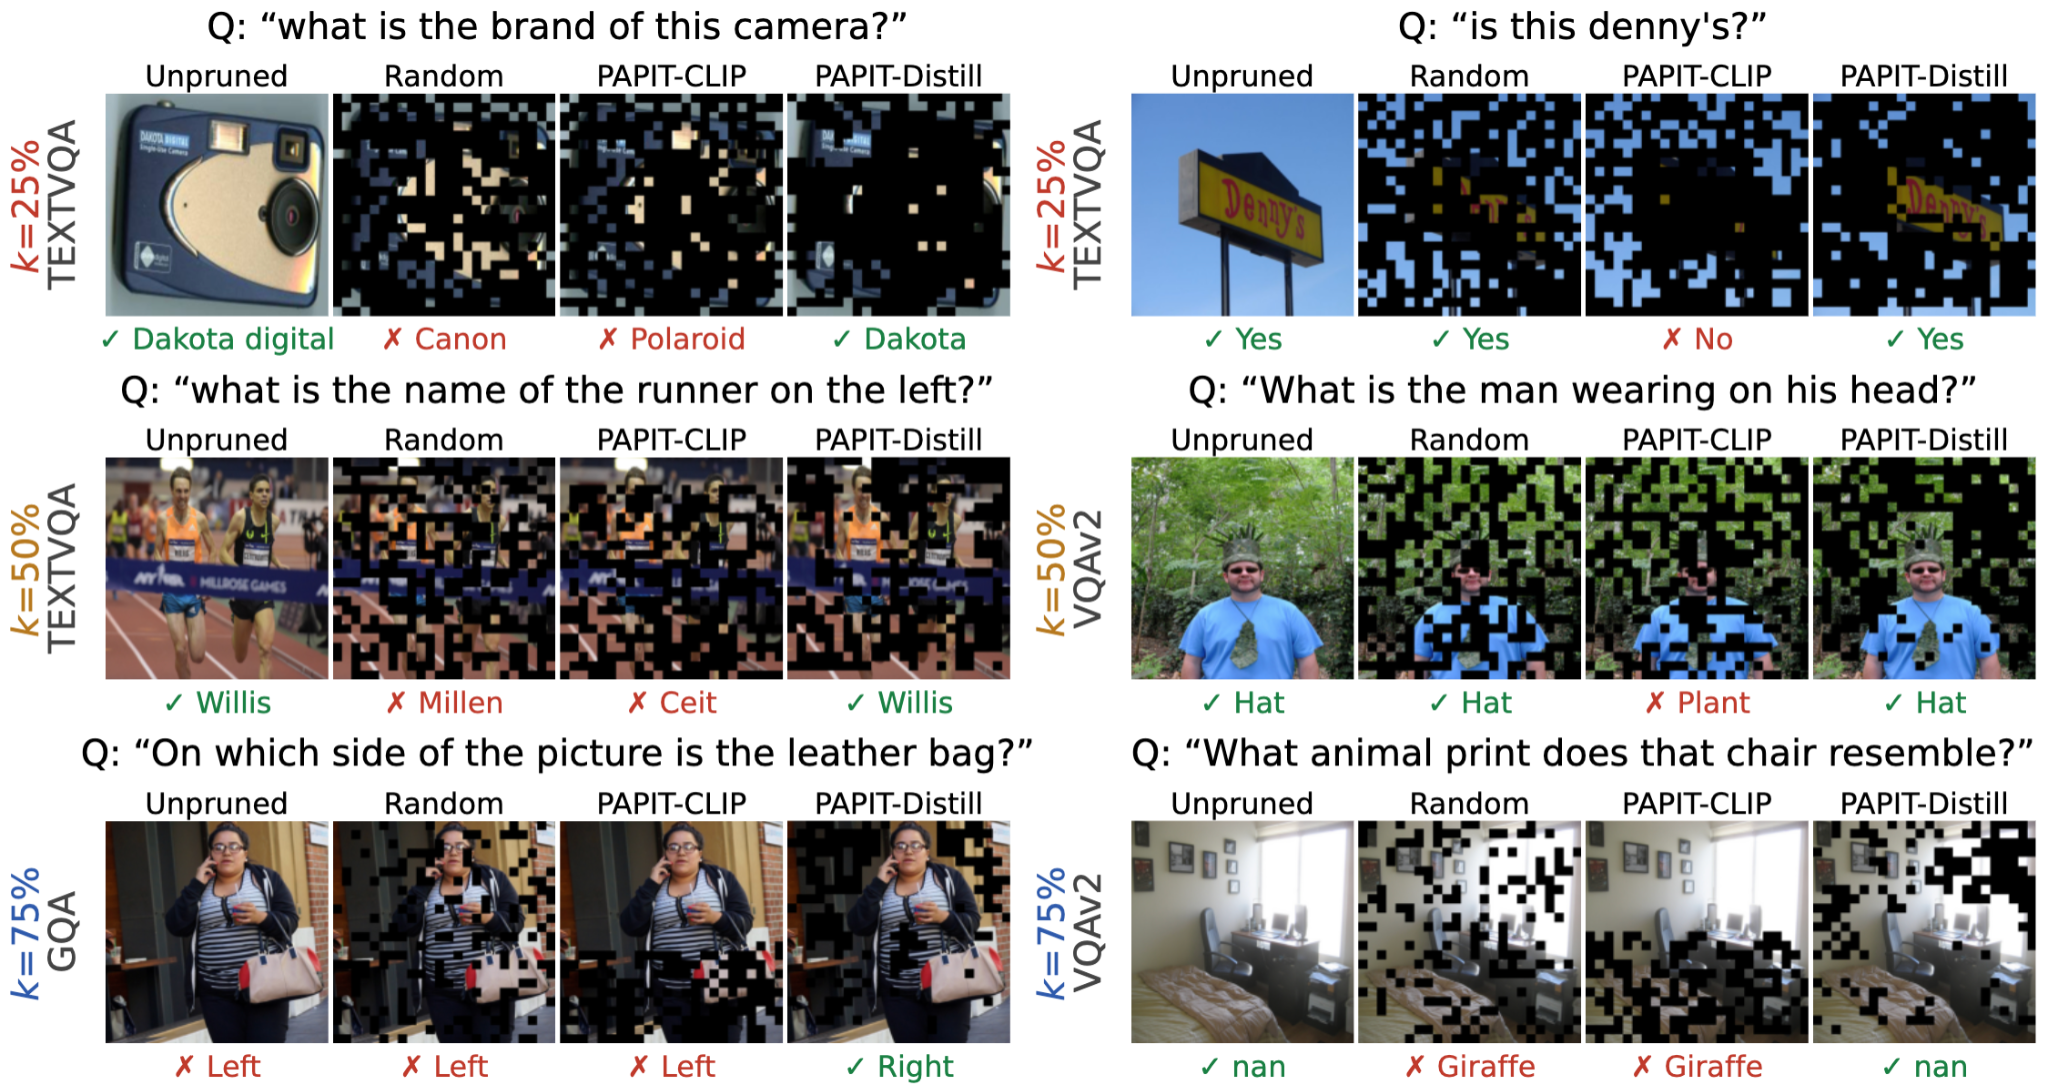 Q: “what is the brand of this camera?”
Unpruned Random PAPIT-CLIP PAPIT-Distill
k=25%
TEXTVQA
DAKOTA DIGITAL
Single-Use Camera
✓ Dakota digital ✗ Canon ✗ Polaroid ✓ Dakota
Q: “is this denny's?”
Unpruned Random PAPIT-CLIP PAPIT-Distill
k=25%
TEXTVQA
Denny's
Denny's
✓ Yes ✓ Yes ✗ No ✓ Yes
Q: “what is the name of the runner on the left?”
Unpruned Random PAPIT-CLIP PAPIT-Distill
k=50%
TEXTVQA
MILLROSE GAMES
✓ Willis ✗ Millen ✗ Ceit ✓ Willis
Q: “What is the man wearing on his head?”
Unpruned Random PAPIT-CLIP PAPIT-Distill
k=50%
VQAv2
✓ Hat ✓ Hat ✗ Plant ✓ Hat
Q: “On which side of the picture is the leather bag?”
Unpruned Random PAPIT-CLIP PAPIT-Distill
k=75%
GQA
✗ Left ✗ Left ✗ Left ✓ Right
Q: “What animal print does that chair resemble?”
Unpruned Random PAPIT-CLIP PAPIT-Distill
k=75%
VQAv2
✓ nan ✗ Giraffe ✗ Giraffe ✓ nan